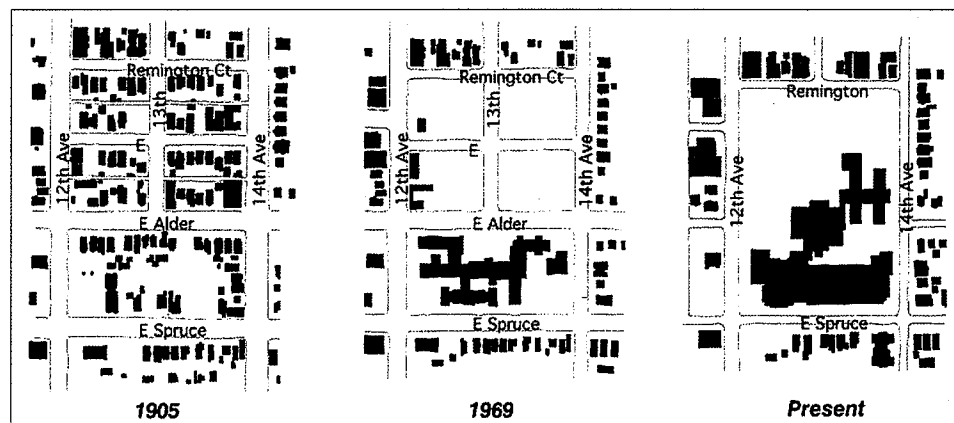 Remington Ct
13th
12th Ave
m
14th Ave
E Alder
E Spruce
1905
Remington Ct
13th
12th Ave
m
14th Ave
E Alder
E Spruce
1969
Remington
12th Ave
14th Ave
E Spruce
Present